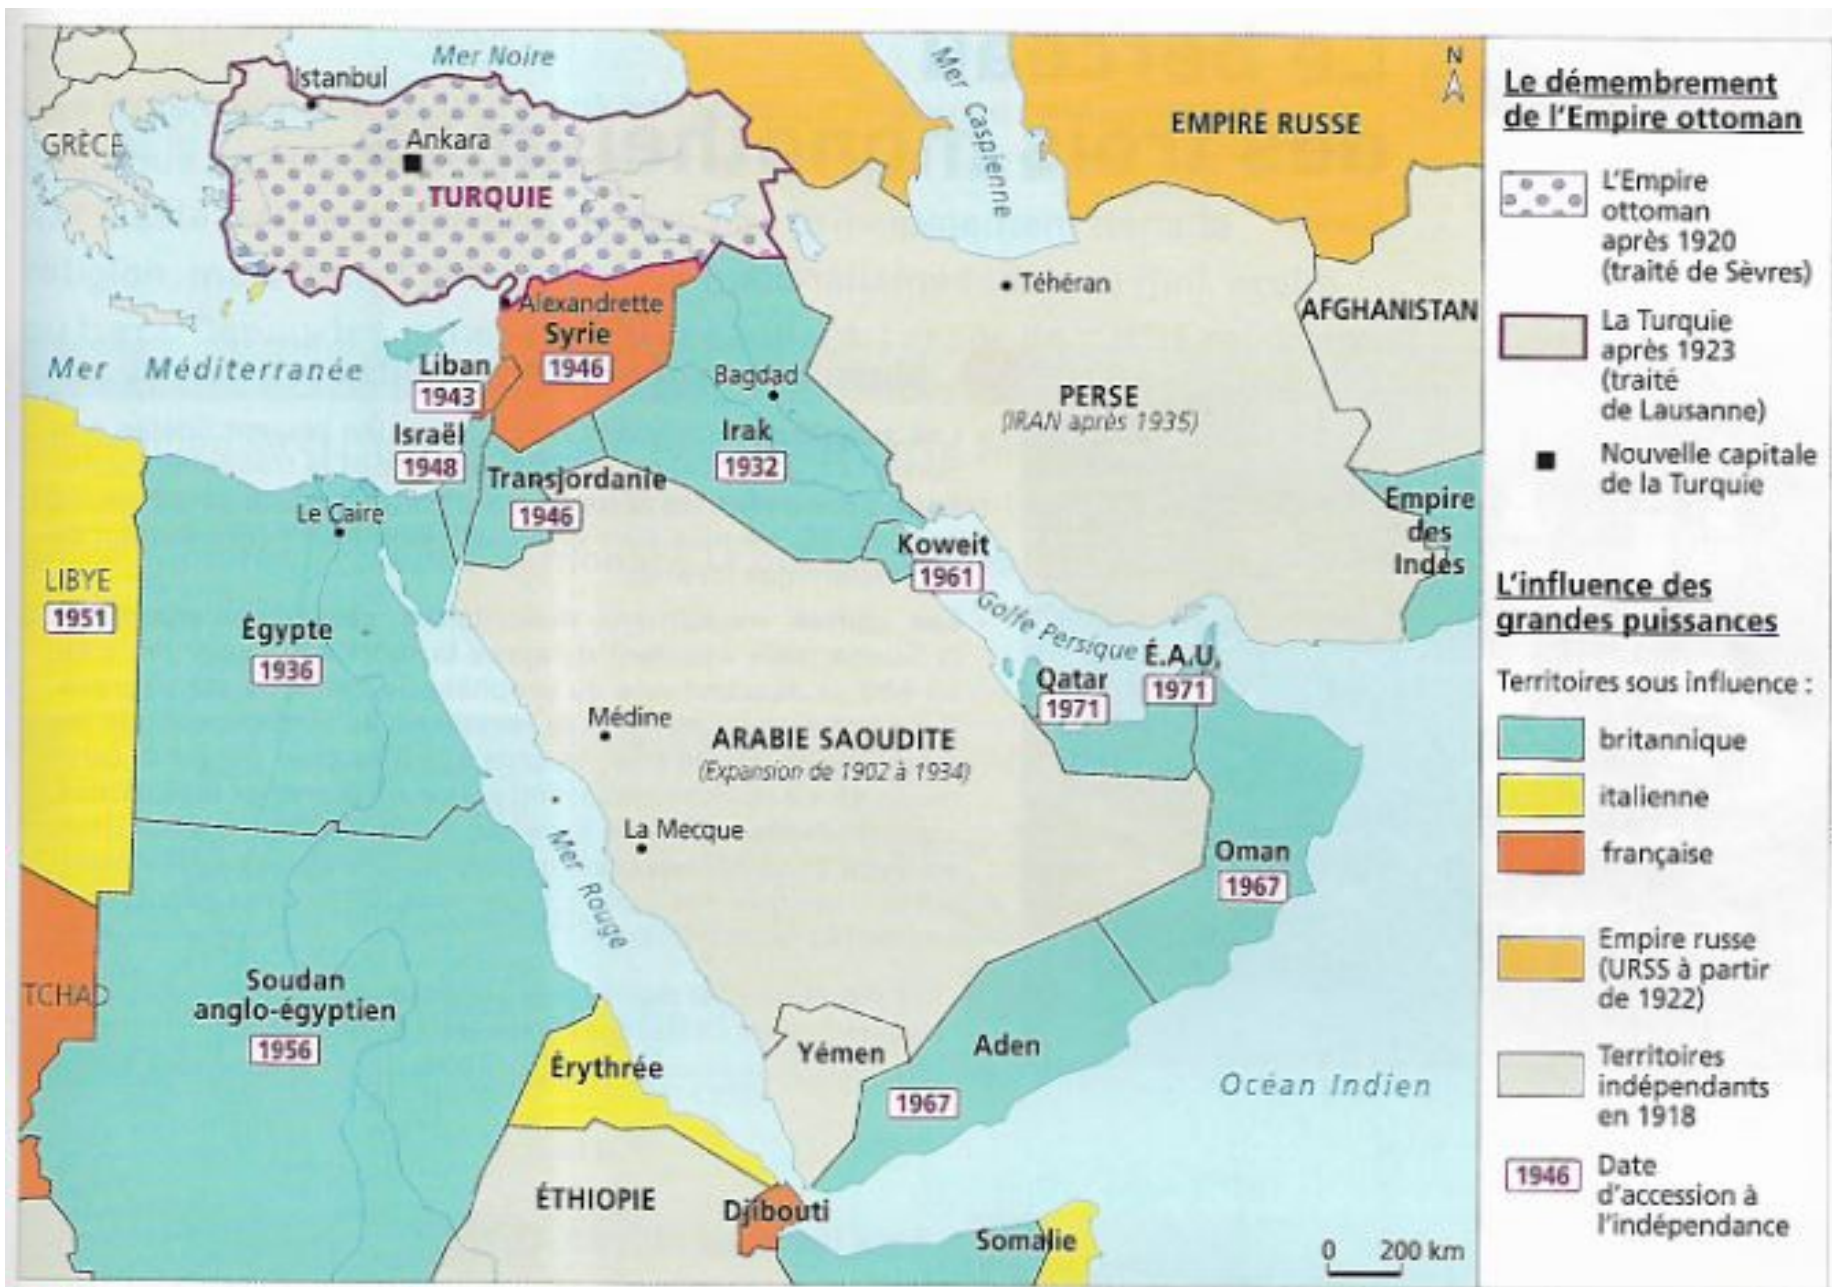 Mer Noire
Istanbul
GRÈCE
Ankara
TURQUIE
Mer Caspienne
EMPIRE RUSSE
N
Téhéran
AFGHANISTAN
Alexandrette
Syrie
1946
Mer Méditerranée
Liban
1943
Bagdad
PERSE
(IRAN après 1935)
Israël
1948
Irak
1932
Transjordanie
1946
Le Caire
Empire
des
Indes
Koweit
1961
LIBYE
1951
Golfe Persique
Égypte
1936
É.A.U.
1971
Qatar
1971
Médine
ARABIE SAOUDITE
(Expansion de 1902 à 1934)
La Mecque
Mer Rouge
Oman
1967
TCHAD
Soudan
anglo-égyptien
1956
Érythrée
Yémen
Aden
1967
Océan Indien
ÉTHIOPIE
Djibouti
Somalie
0 200 km
Le démembrement
de l'Empire ottoman
L'Empire
ottoman
après 1920
(traité de Sèvres)
La Turquie
après 1923
(traité
de Lausanne)
Nouvelle capitale
de la Turquie
L'influence des
grandes puissances
Territoires sous influence :
britannique
italienne
française
Empire russe
(URSS à partir
de 1922)
Territoires
indépendants
en 1918
1946
Date
d'accession à
l'indépendance